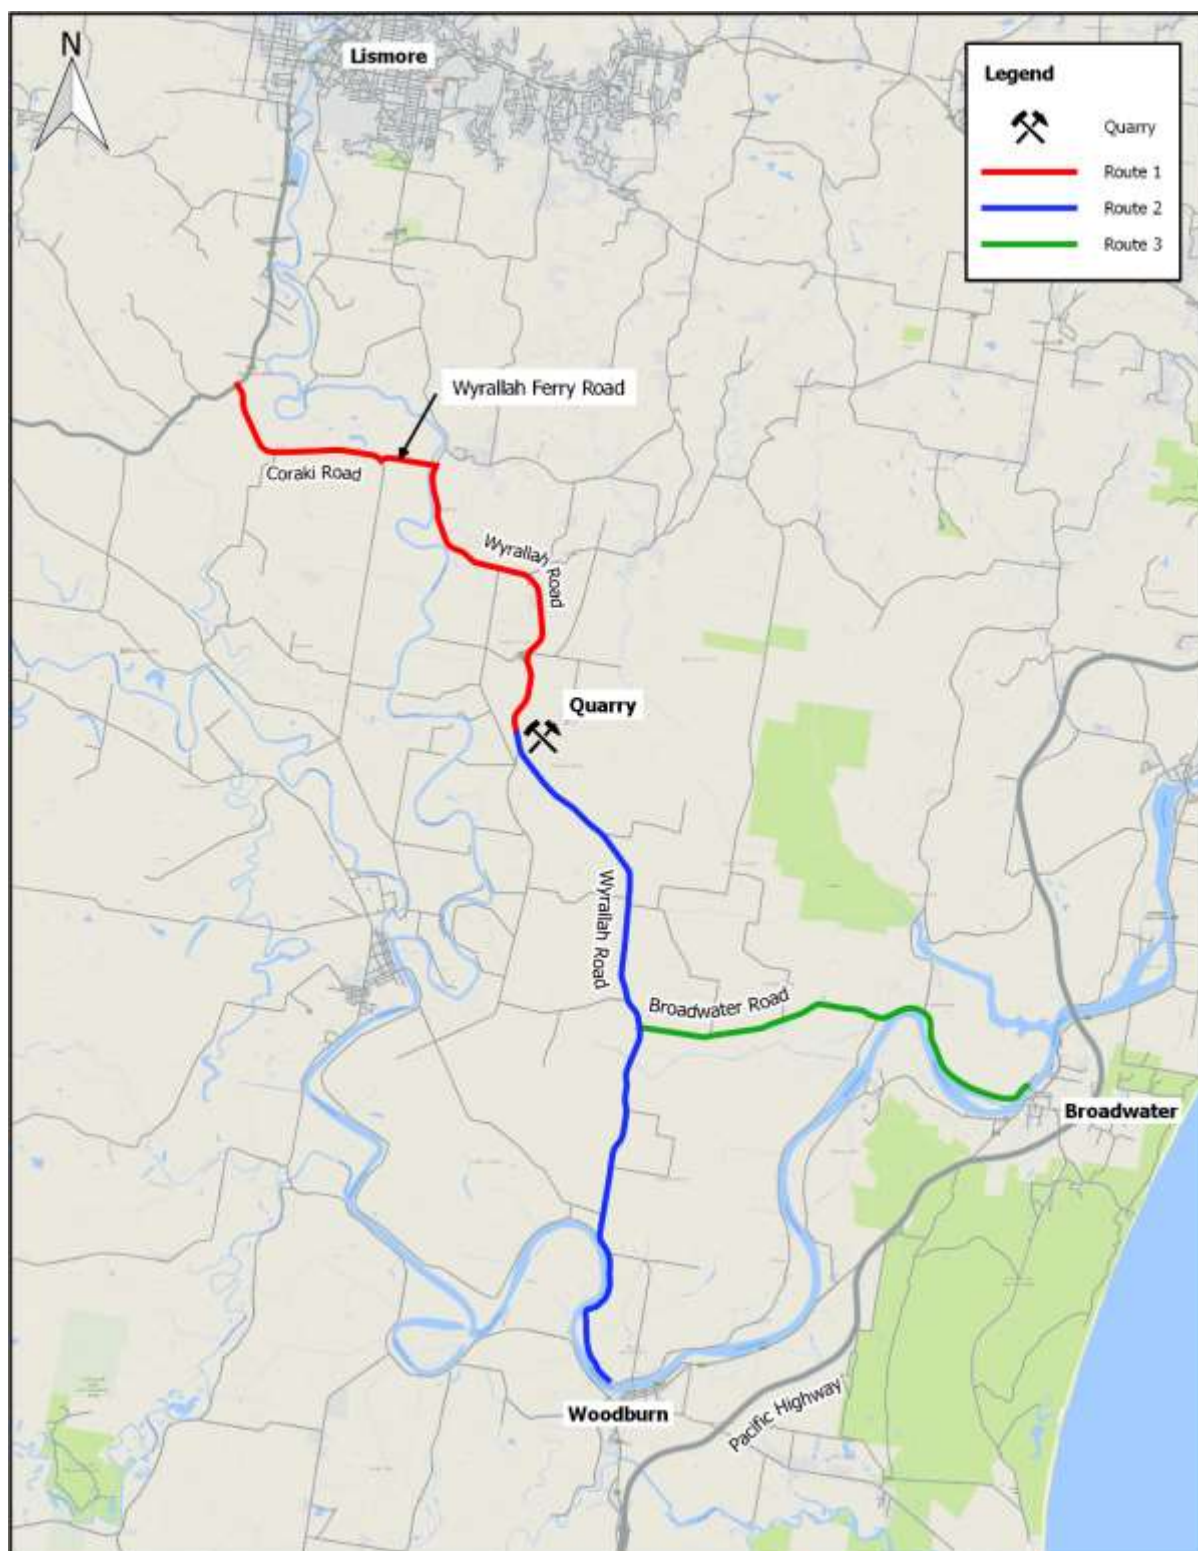 N
Lismore
Legend
Quarry
Route 1
Route 2
Route 3
Wyrallah Ferry Road
Coraki Road
Wyrallah
Road
Quarry
Wyrallah Road
Broadwater Road
Broadwater
Woodburn
Pacific Highway